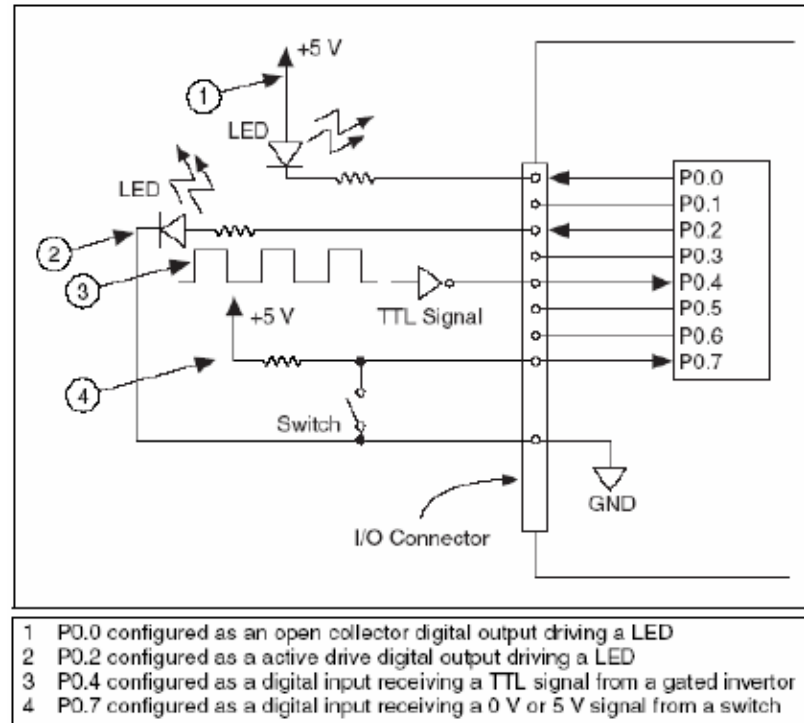 +5 V
1
LED
LED
P0.0
P0.1
P0.2
2
P0.3
3
P0.4
TTL Signal
+5 V
P0.5
P0.6
P0.7
4
Switch
GND
I/O Connector
1 P0.0 configured as an open collector digital output driving a LED
2 P0.2 configured as a active drive digital output driving a LED
3 P0.4 configured as a digital input receiving a TTL signal from a gated invertor
4 P0.7 configured as a digital input receiving a 0 V or 5 V signal from a switch